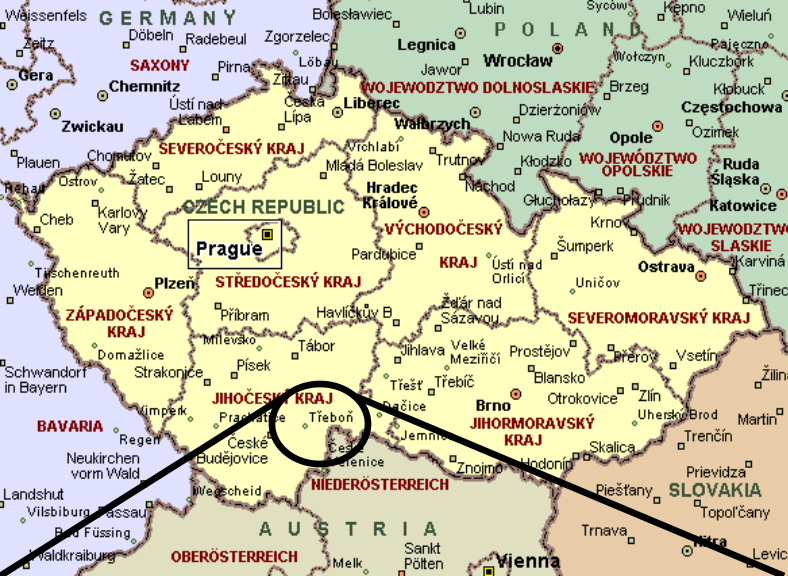 Weissenfels
GERMANY
Bolesławiec
Lubin
Syców
Kępno
Wieluń
Zeitz
Döbeln
Radebeul
Zgorzelec
Legnica
POLAND
Pajęczno
Gera
SAXONY
Pirna
Löbau
Jawor
Wrocław
Wołczyn
Kluczbork
Chemnitz
Zittau
WOJEWODZTWO DOLNOSLASKIE
Brzeg
Kłobuck
Zwickau
Ústí nad
Labem
Česká
Lípa
Liberec
Dzierżoniów
Częstochowa
Wałbrzych
Opole
Ozimek
Plauen
Chomutov
SEVEROČESKÝ KRAJ
Vrchlabí
Trutnov
Nowa Ruda
WOJEWÓDZTWO
OPOLSKIE
Ruda
Śląska
Žatec
Louny
Mladá Boleslav
Kłodzko
Ostrov
Náchod
Hradec
Králové
Głuchołazy
Prudnik
Katowice
Cheb
Karlovy
Vary
CZECH REPUBLIC
VÝCHODOČESKÝ
KRAJ
Krnov
WOJEWODZTWO
SLASKIE
Prague
Pardubice
Šumperk
Karviná
Tirschenreuth
Plzeň
STŘEDOČESKÝ KRAJ
Ústí nad
Orlicí
Uničov
Ostrava
Třinec
Weiden
Příbram
Havlíčkův B
Žďár nad
Sázavou
SEVEROMORAVSKÝ KRAJ
ZÁPADOČESKÝ
KRAJ
Milevsko
Tábor
Domažlice
Jihlava
Velké
Meziříčí
Prostějov
Přerov
Vsetín
Schwandorf
in Bayern
Strakonice
Písek
Třešť
Třebíč
Blansko
Žilina
JIHOČESKÝ KRAJ
Otrokovice
Zlín
Vimperk
Prachatice
Třeboň
Dačice
Brno
JIHORMORAVSKÝ
KRAJ
Uherský Brod
Martin
BAVARIA
Regen
České
Budějovice
Jemnice
Trenčín
Neukirchen
vorm Wald
Skalica
Znojmo
Hodonín
Prievidza
Landshut
Wegscheid
NIEDERÖSTERREICH
Piešťany
SLOVAKIA
Vilsbiburg
Passau
Topoľčany
Bad Füssing
AUSTRIA
Trnava
Nitra
Waldkraiburg
OBERÖSTERREICH
Melk
Sankt
Pölten
Vienna
Levic